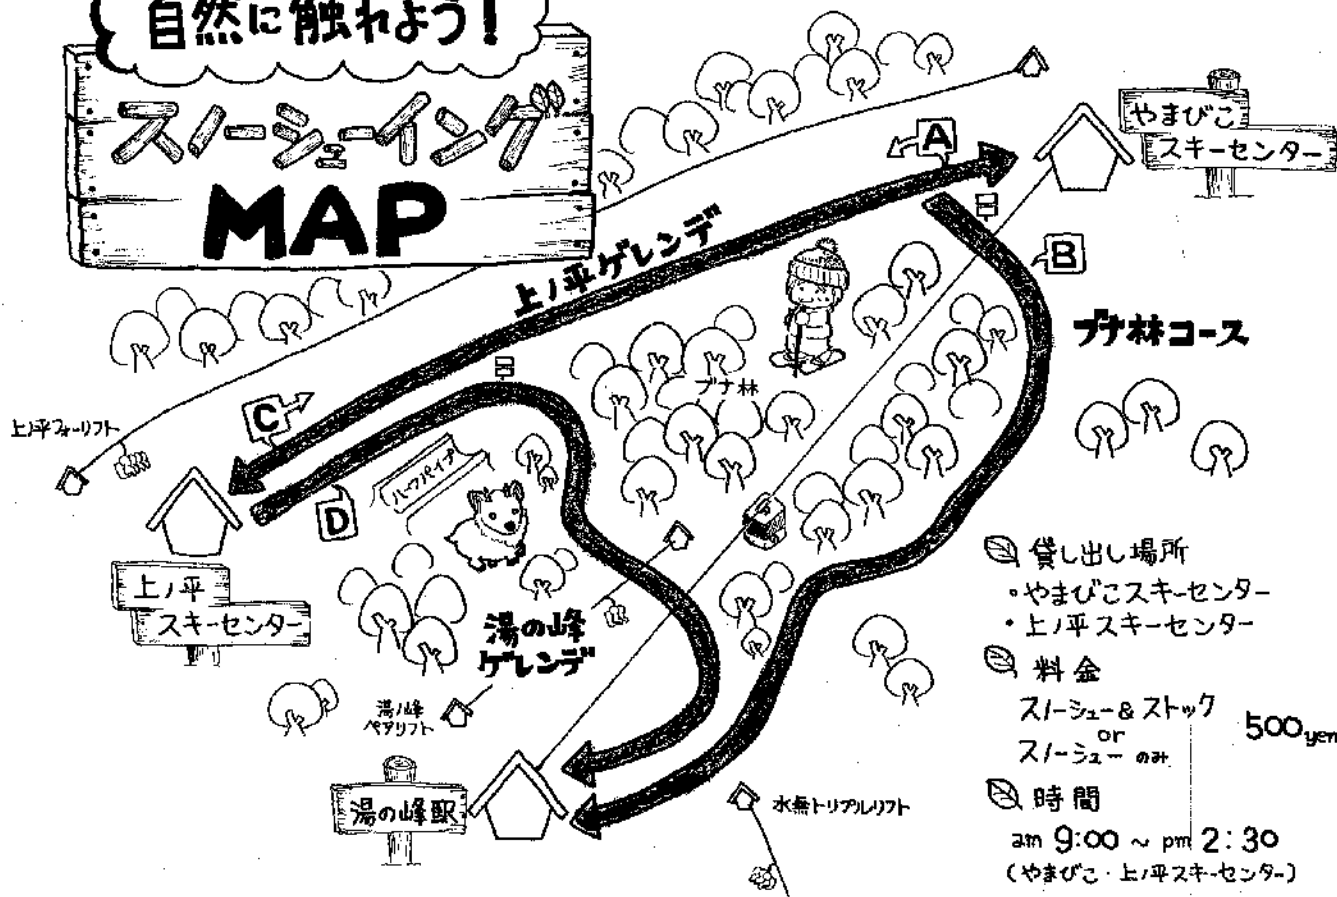 自然に触れよう!
スノーシューイング
MAP
やまびこ
スキーセンター
A
B
上ノ平ゲレンデ
ブナ林コース
ブナ林
C
上ノ平フォーリフト
ハーフパイプ
D
上ノ平
スキーセンター
湯の峰
ゲレンデ
湯ノ峰
ペアリフト
湯の峰駅
水無トリプルリフト
貸し出し場所
・やまびこスキーセンター
・上ノ平スキーセンター
料金
スノーシュー&ストック
or
スノーシューのみ
500yen
時間
am 9:00 ~ pm 2:30
(やまびこ・上ノ平スキーセンター)